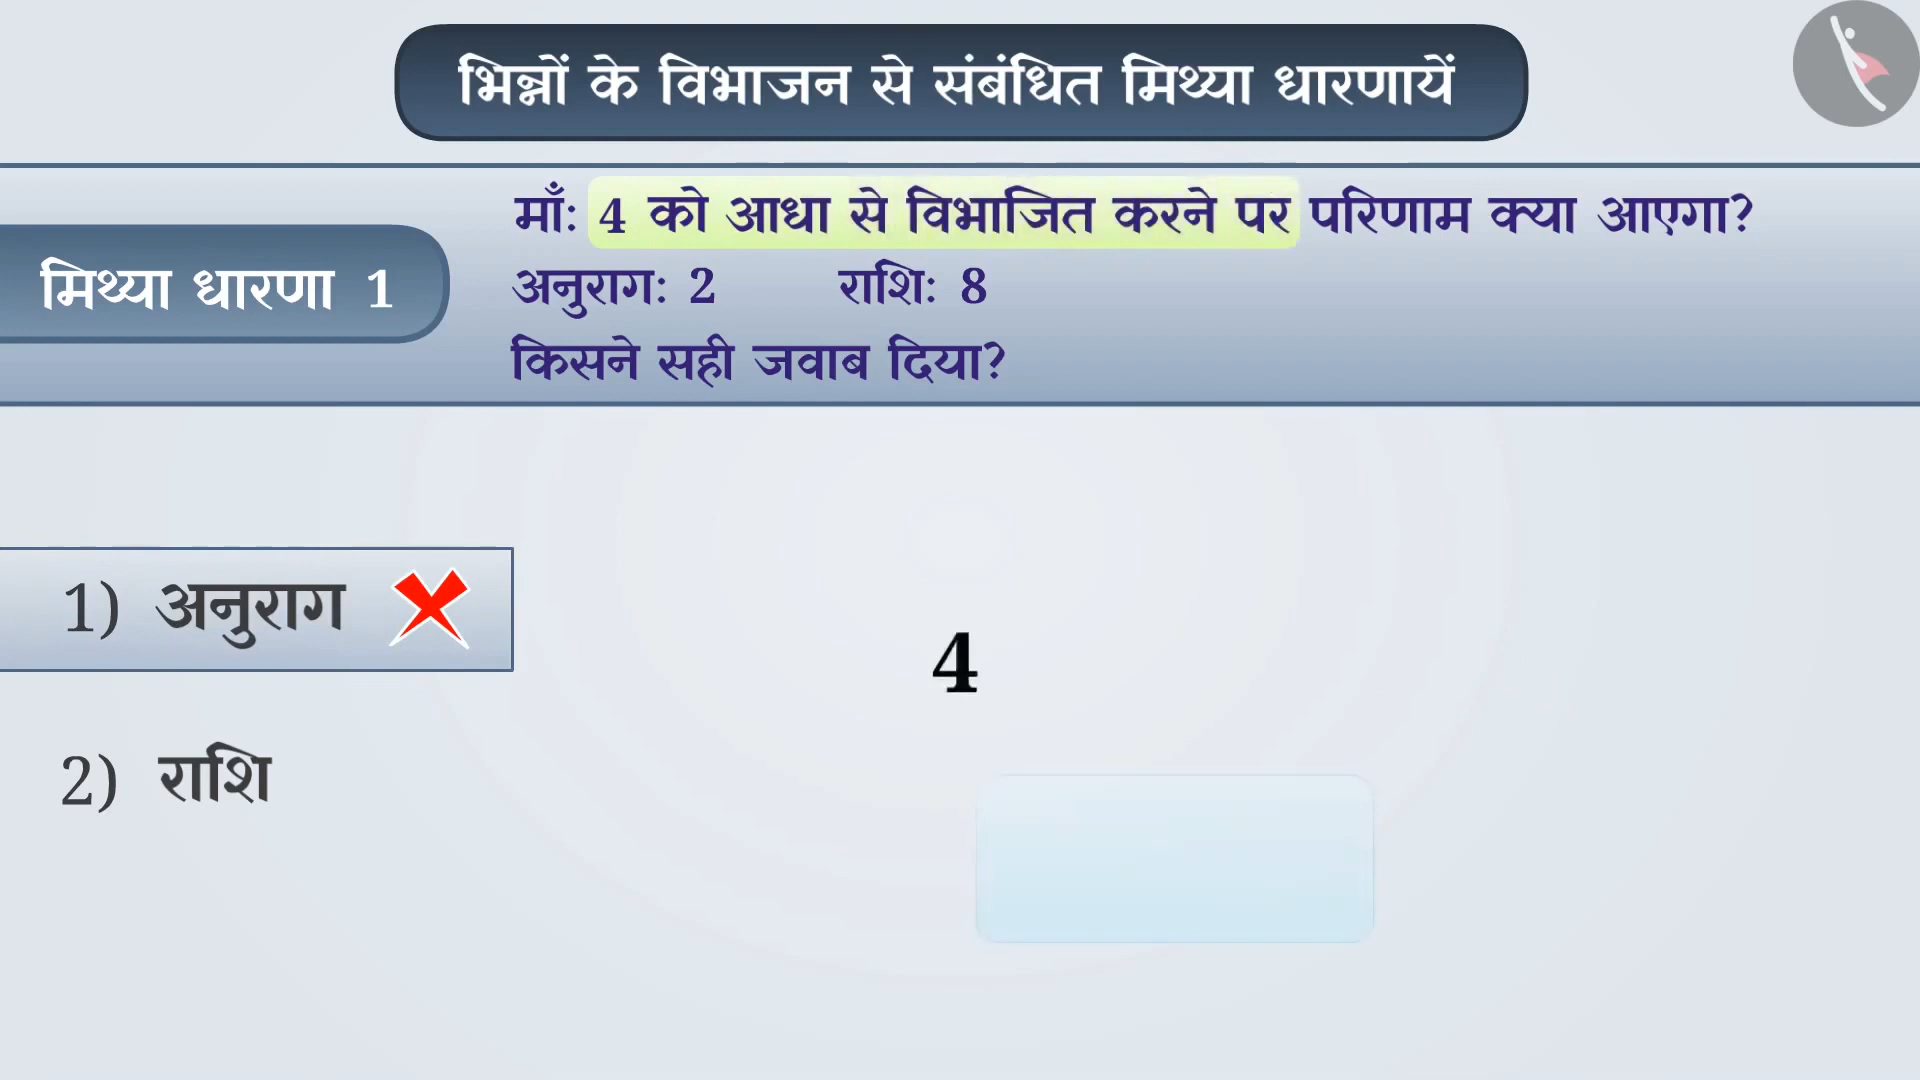 भिन्नों के विभाजन से संबंधित मिथ्या धारणायें
मिथ्या धारणा 1
माँः 4 को आधा से विभाजित करने पर परिणाम क्या आएगा?
अनुरागः 2 राशिः 8
किसने सही जवाब दिया?
1) अनुराग
4
2) राशि